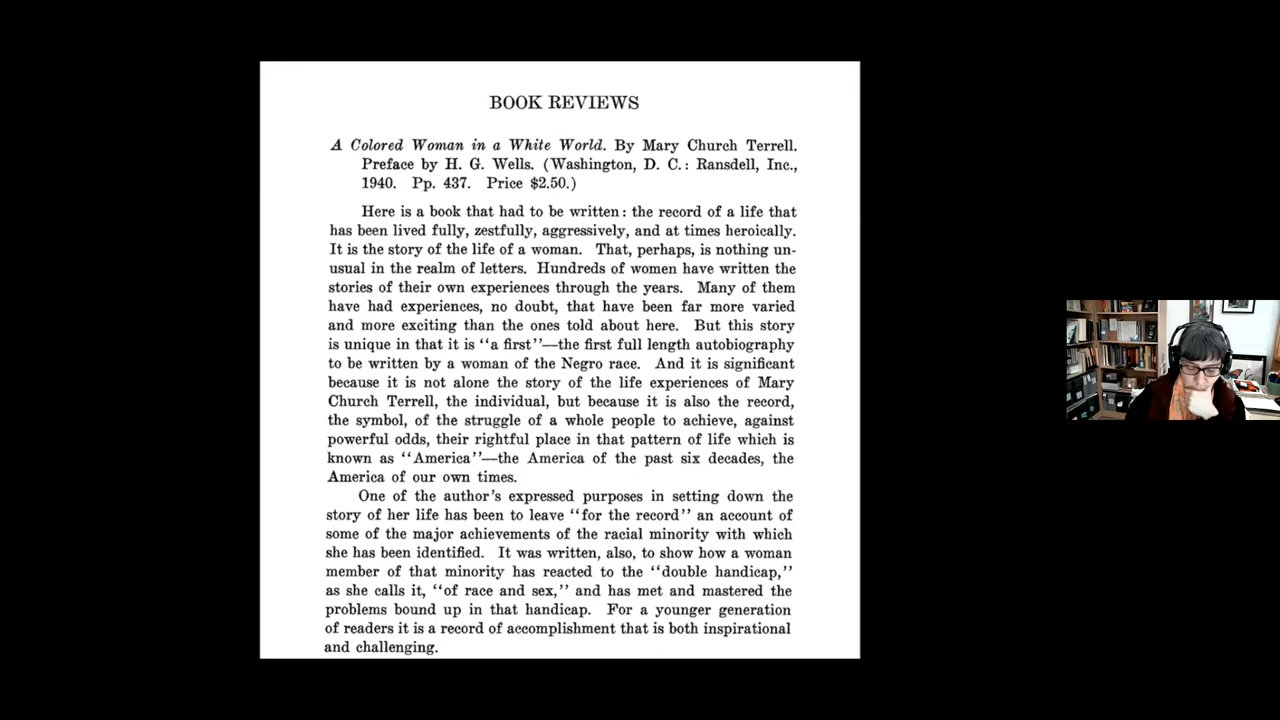 BOOK REVIEWS
A Colored Woman in a White World. By Mary Church Terrell.
Preface by H. G. Wells. (Washington, D. C.: Ransdell, Inc.,
1940. Pp. 437. Price $2.50.)
Here is a book that had to be written: the record of a life that
has been lived fully, zestfully, aggressively, and at times heroically.
It is the story of the life of a woman. That, perhaps, is nothing un-
usual in the realm of letters. Hundreds of women have written the
stories of their own experiences through the years. Many of them
have had experiences, no doubt, that have been far more varied
and more exciting than the ones told about here. But this story
is unique in that it is "a first"—the first full length autobiography
to be written by a woman of the Negro race. And it is significant
because it is not alone the story of the life experiences of Mary
Church Terrell, the individual, but because it is also the record,
the symbol, of the struggle of a whole people to achieve, against
powerful odds, their rightful place in that pattern of life which is
known as "America"—the America of the past six decades, the
America of our own times.
One of the author's expressed purposes in setting down the
story of her life has been to leave "for the record" an account of
some of the major achievements of the racial minority with which
she has been identified. It was written, also, to show how a woman
member of that minority has reacted to the "double handicap,"
as she calls it, "of race and sex," and has met and mastered the
problems bound up in that handicap. For a younger generation
of readers it is a record of accomplishment that is both inspirational
and challenging.